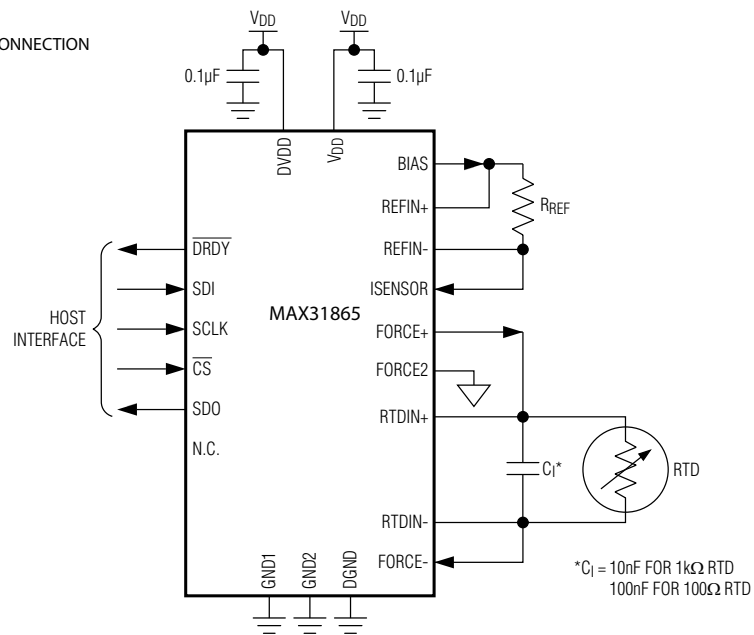 ONNECTION
VDD
VDD
0.1µF
0.1µF
DVDD
VDD
BIAS
REFIN+
RREF
REFIN-
ISENSOR
DRDY
SDI
SCLK
CS
SDO
N.C.
HOST
INTERFACE
MAX31865
FORCE+
FORCE2
RTDIN+
CI*
RTD
RTDIN-
FORCE-
GND1
GND2
DGND
*CI = 10nF FOR 1kΩ RTD
100nF FOR 100Ω RTD